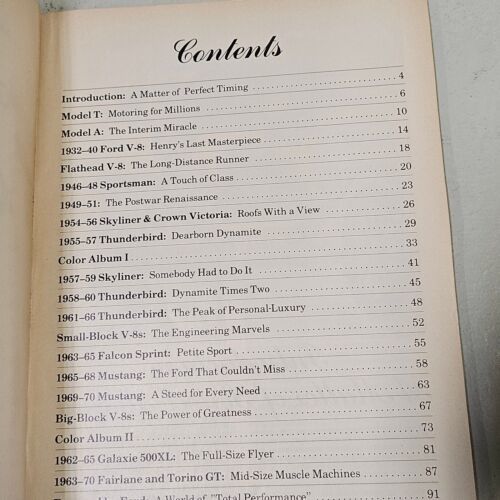 Contents
Introduction: A Matter of Perfect Timing 4
Model T: Motoring for Millions 6
Model A: The Interim Miracle 10
1932–40 Ford V-8: Henry's Last Masterpiece 14
Flathead V-8: The Long-Distance Runner 18
1946–48 Sportsman: A Touch of Class 20
1949–51: The Postwar Renaissance 23
1954–56 Skyliner & Crown Victoria: Roofs With a View 26
1955–57 Thunderbird: Dearborn Dynamite 29
Color Album I 33
1957–59 Skyliner: Somebody Had to Do It 41
1958–60 Thunderbird: Dynamite Times Two 45
1961–66 Thunderbird: The Peak of Personal-Luxury 48
Small-Block V-8s: The Engineering Marvels 52
1963–65 Falcon Sprint: Petite Sport 55
1965–68 Mustang: The Ford That Couldn't Miss 58
1969–70 Mustang: A Steed for Every Need 63
Big-Block V-8s: The Power of Greatness 67
Color Album II 73
1962–65 Galaxie 500XL: The Full-Size Flyer 81
1963–70 Fairlane and Torino GT: Mid-Size Muscle Machines 87
Ford: A World of "Total Performance" 91